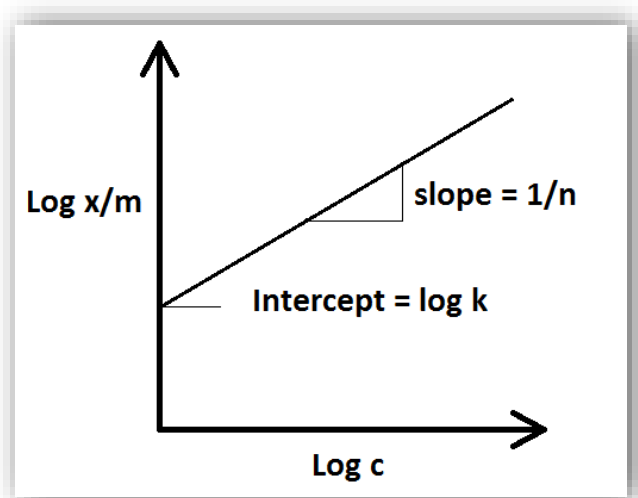 Log x/m
slope = 1/n
Intercept = log k
Log c